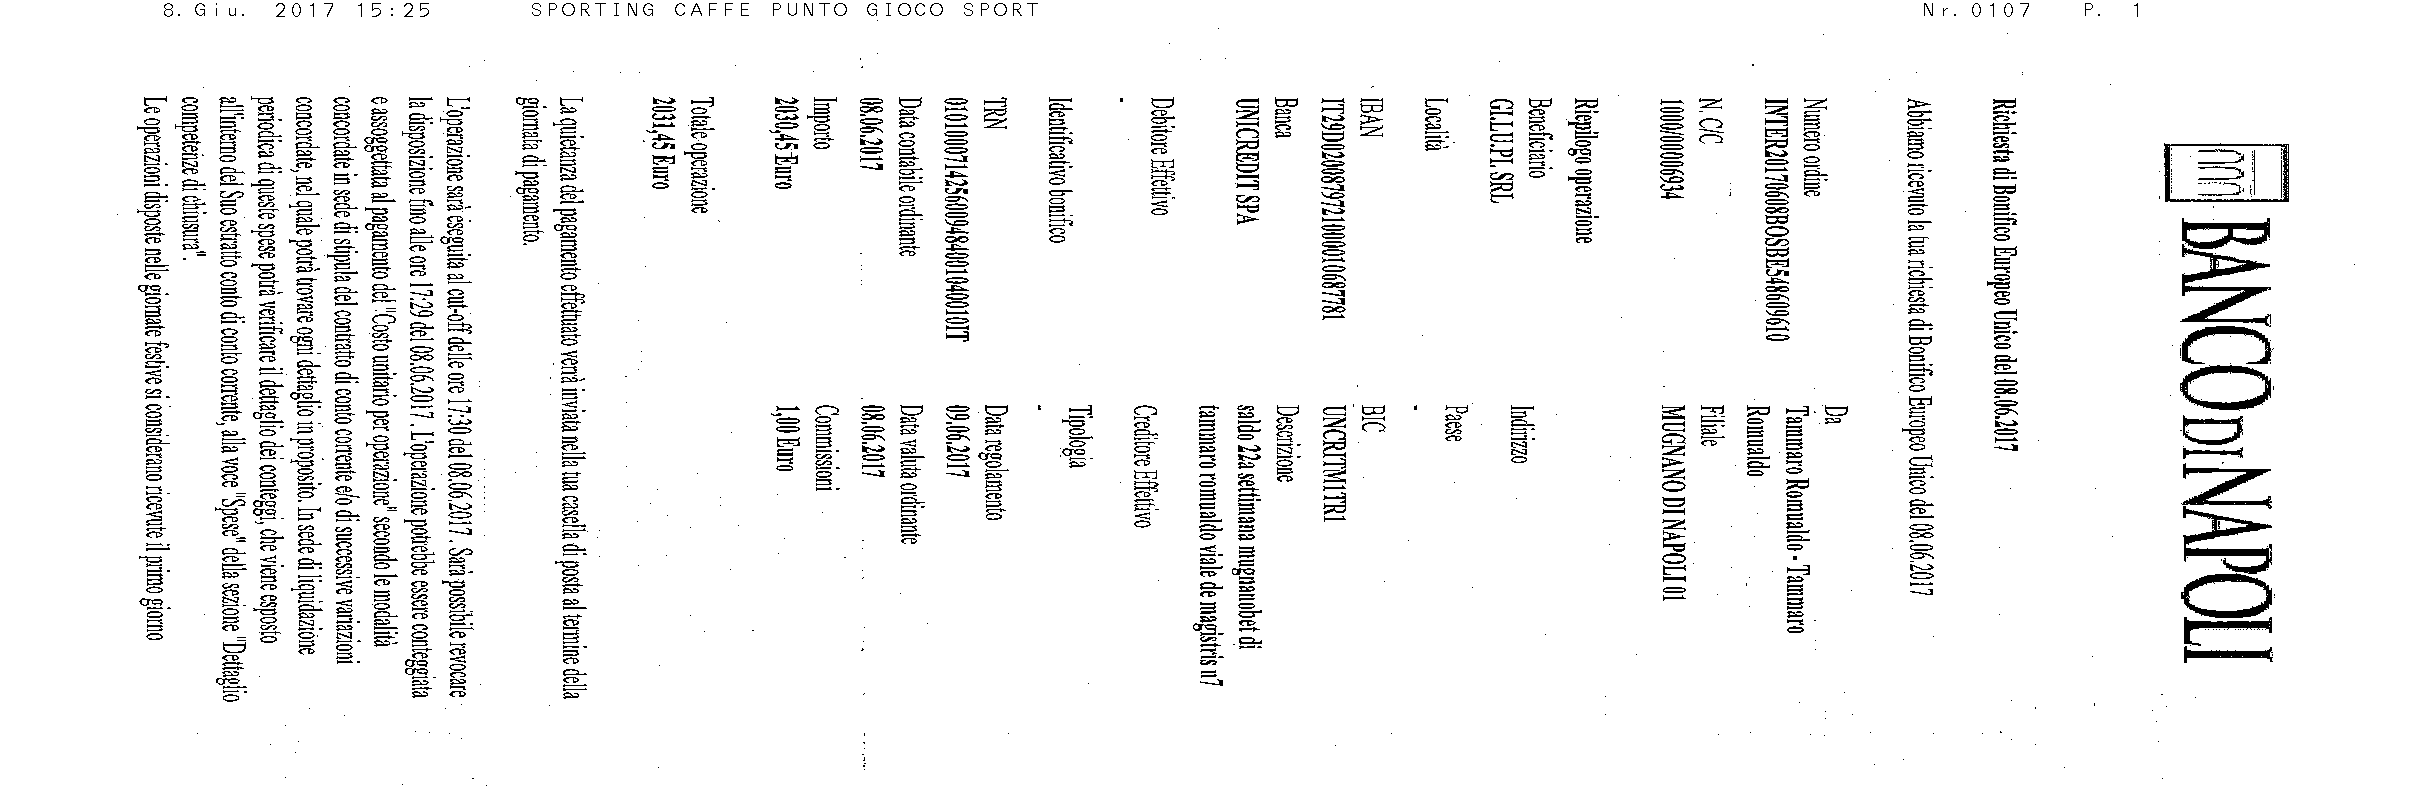 8. Giu. 2017 15:25 SPORTING CAFFE PUNTO GIOCO SPORT Nr. 0107 P. 1
BANCO DI NAPOLI
Richiesta di Bonifico Europeo Unico del 08.06.2017
Abbiamo ricevuto la tua richiesta di Bonifico Europeo Unico del 08.06.2017
Numero ordine
INTER20170608BOSBE548609610
Da
Tammaro Romualdo - Tammaro
Romualdo
N. C/C
1000/00006934
Filiale
MUGNANO DI NAPOLI 01
Riepilogo operazione
Beneficiario
GI.LU.PI. SRL
Indirizzo
Località
Paese
-
IBAN
IT29D0200879721000010687781
BIC
UNCRITM1TR1
Banca
UNICREDIT SPA
Descrizione
saldo 22a settimana mugnanobet di
tammaro romualdo viale de magistris n7
Debitore Effettivo
-
Creditore Effettivo
Identificativo bonifico
Tipologia
-
TRN
0101000714256009484001040010IT
Data regolamento
09.06.2017
Data contabile ordinante
08.06.2017
Data valuta ordinante
08.06.2017
Importo
2030,45 Euro
Commissioni
1,00 Euro
Totale operazione
2031,45 Euro
La quietanza del pagamento effettuato verrà inviata nella tua casella di posta al termine della
giornata di pagamento.
L'operazione sarà eseguita al cut-off delle ore 17:30 del 08.06.2017. Sarà possibile revocare
la disposizione fino alle ore 17:29 del 08.06.2017. L'operazione potrebbe essere conteggiata
e assoggettata al pagamento del "Costo unitario per operazione" secondo le modalità
concordate in sede di stipula del contratto di conto corrente e/o di successive variazioni
concordate, nel quale potrà trovare ogni dettaglio in proposito. In sede di liquidazione
periodica di queste spese potrà verificare il dettaglio dei conteggi, che viene esposto
all'interno del Suo estratto conto di conto corrente, alla voce "Spese" della sezione "Dettaglio
competenze di chiusura".
Le operazioni disposte nelle giornate festive si considerano ricevute il primo giorno